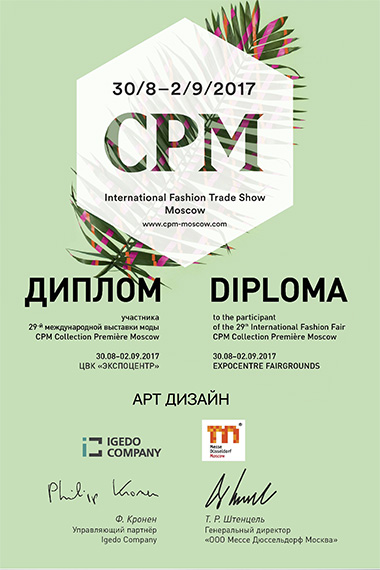 30/8–2/9/2017
CPM
International Fashion Trade Show
Moscow
www.cpm-moscow.com
ДИПЛОМ
участника
29ой международной выставки моды
CPM Collection Première Moscow
30.08-02.09.2017
ЦВК «ЭКСПОЦЕНТР»
DIPLOMA
to the participant
of the 29th International Fashion Fair
CPM Collection Première Moscow
30.08-02.09.2017
EXPOCENTRE FAIRGROUNDS
АРТ ДИЗАЙН
IGEDO
COMPANY
Messe
Düsseldorf
Moscow
Philipp Kronen
Ф. Кронен
Управляющий партнёр
Igedo Company
Т. Р. Штенцель
Генеральный директор
«ООО Мессе Дюссельдорф Москва»